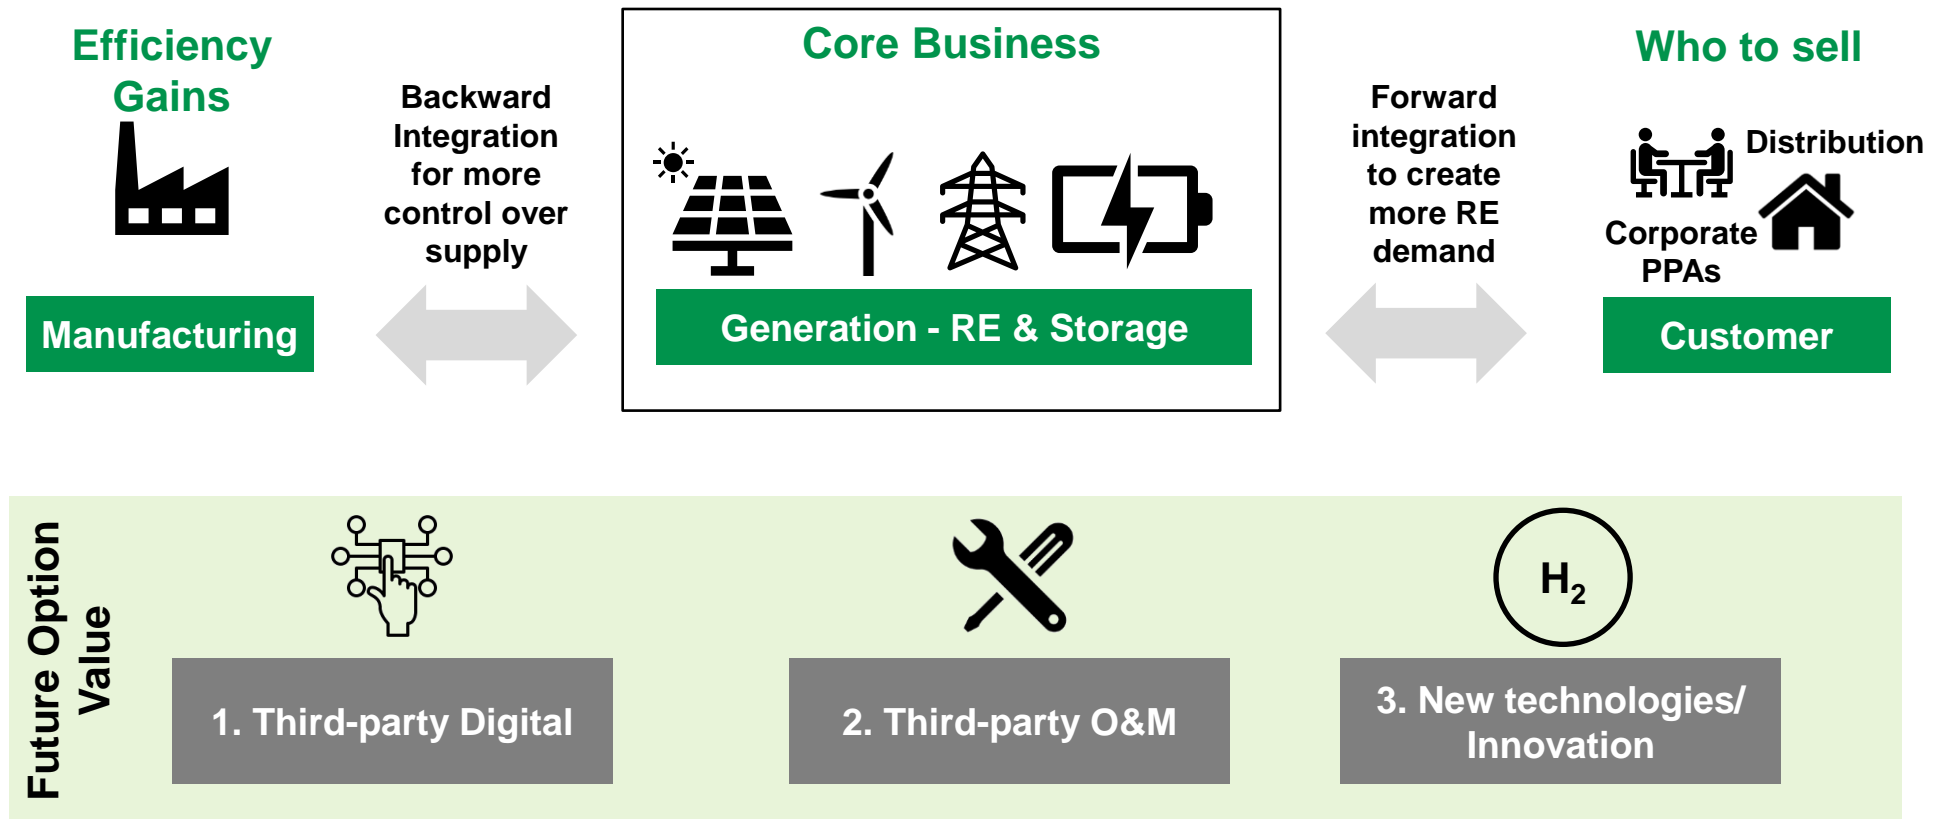 Efficiency
Gains
Manufacturing
Backward
Integration
for more
control over
supply
Core Business
Generation - RE & Storage
Forward
integration
to create
more RE
demand
Who to sell
Distribution
Corporate
PPAs
Customer
Future Option
Value
1. Third-party Digital
2. Third-party O&M
H₂
3. New technologies/
Innovation